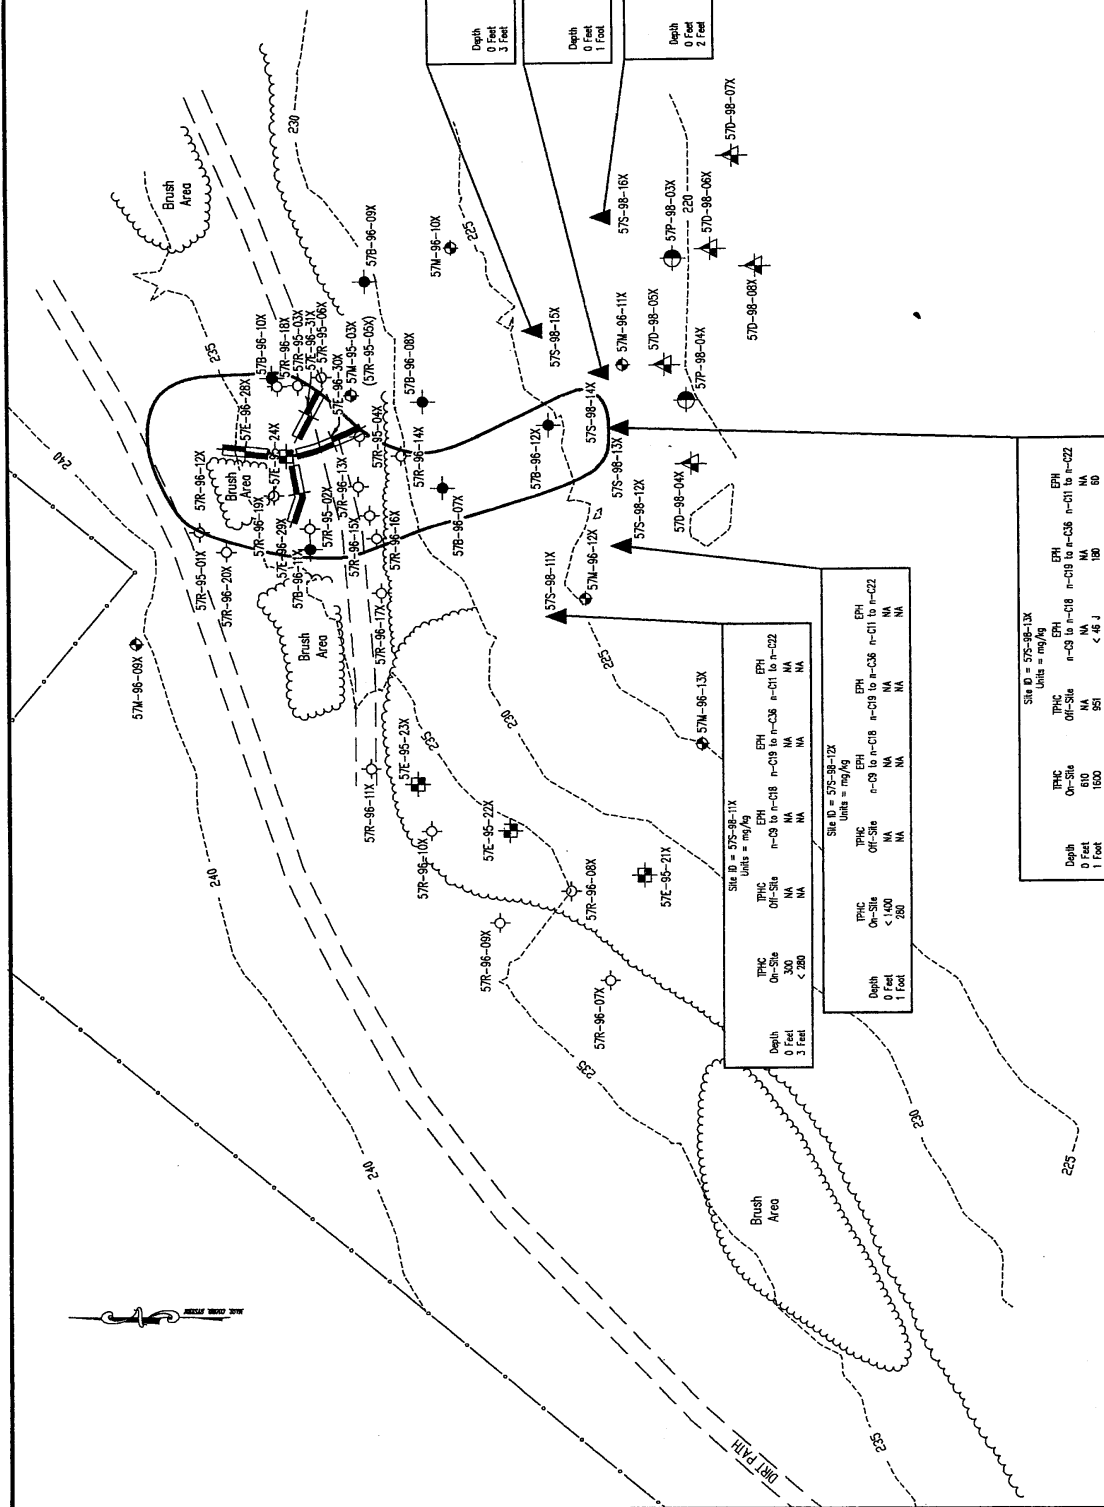 Depth
0 Feet
3 Feet
Depth
0 Feet
1 Foot
Depth
0 Feet
2 Feet
230
Brush
Area
235
240
240
240
235
235
235
230
230
225
225
225
220
Brush
Area
Brush
Area
Brush
Area
DIRT PATH
57B-96-09X
57M-96-10X
57B-96-10X
57R-96-18X
57R-95-03X
57E-96-31X
57R-95-06X
57E-96-30X
57M-95-03X
(57R-95-05X)
57B-96-08X
57E-96-28X
57R-96-12X
57R-95-04X
57R-96-14X
57R-96-13X
57R-96-19X
57R-95-02X
57E-96-29X
57B-96-11X
57R-96-15X
57R-96-16X
57R-96-17X
57R-95-01X
57R-96-20X
57M-96-09X
57B-96-07X
57B-96-12X
57S-98-16X
57S-98-15X
57S-98-14X
57S-98-13X
57S-98-12X
57S-98-11X
57M-96-11X
57M-96-12X
57M-96-13X
57D-98-07X
57D-98-06X
57P-98-03X
57D-98-08X
57D-98-05X
57P-98-04X
57D-98-04X
57R-96-11X
57E-95-23X
57R-96-10X
57E-95-22X
57R-96-08X
57E-95-21X
57R-96-09X
57R-96-07X
Site ID = 57S-98-11X
Units = mg/kg
TPHC TPHC EPH EPH EPH
Depth On-Site Off-Site n-C9 to n-C18 n-C19 to n-C36 n-C11 to n-C22
0 Feet 300 NA NA NA NA
3 Feet < 280 NA NA NA NA
Site ID = 57S-98-12X
Units = mg/kg
TPHC TPHC EPH EPH EPH
Depth On-Site Off-Site n-C9 to n-C18 n-C19 to n-C36 n-C11 to n-C22
0 Feet < 1400 NA NA NA NA
1 Foot 280 NA NA NA NA
Site ID = 57S-98-13X
Units = mg/kg
TPHC TPHC EPH EPH EPH
Depth On-Site Off-Site n-C9 to n-C18 n-C19 to n-C36 n-C11 to n-C22
0 Feet 610 NA NA NA NA
1 Foot 1600 951 < 46 J 180 60